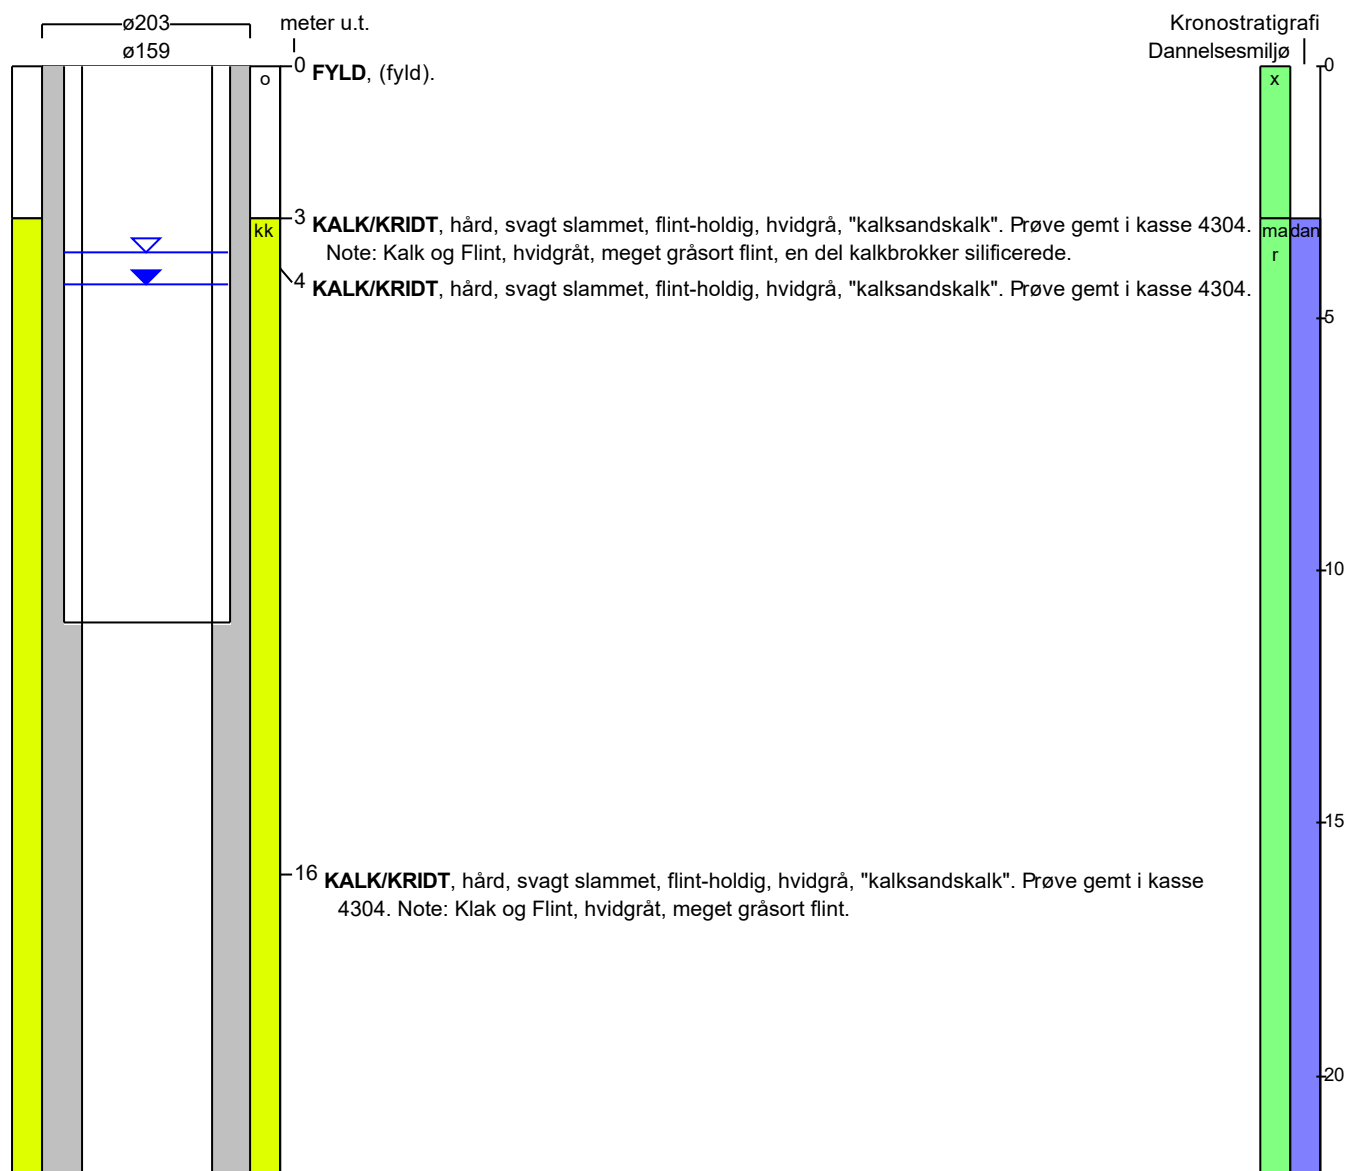 ø203
meter u.t.
Kronostratigrafi
ø159
Dannelsesmiljø
0
FYLD, (fyld).
0
o
x
3
KALK/KRIDT, hård, svagt slammet, flint-holdig, hvidgrå, "kalksandskalk". Prøve gemt i kasse 4304.
kk
ma
dan
Note: Kalk og Flint, hvidgråt, meget gråsort flint, en del kalkbrokker silificerede.
r
4
KALK/KRIDT, hård, svagt slammet, flint-holdig, hvidgrå, "kalksandskalk". Prøve gemt i kasse 4304.
5
10
15
16
KALK/KRIDT, hård, svagt slammet, flint-holdig, hvidgrå, "kalksandskalk". Prøve gemt i kasse
4304. Note: Klak og Flint, hvidgråt, meget gråsort flint.
20